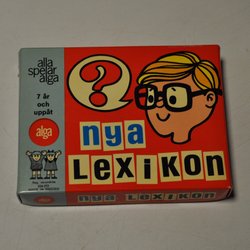 alla
spelar
alga
7 år
och
uppåt
alga
?
nya
LEXIKON
nya LEXIKON